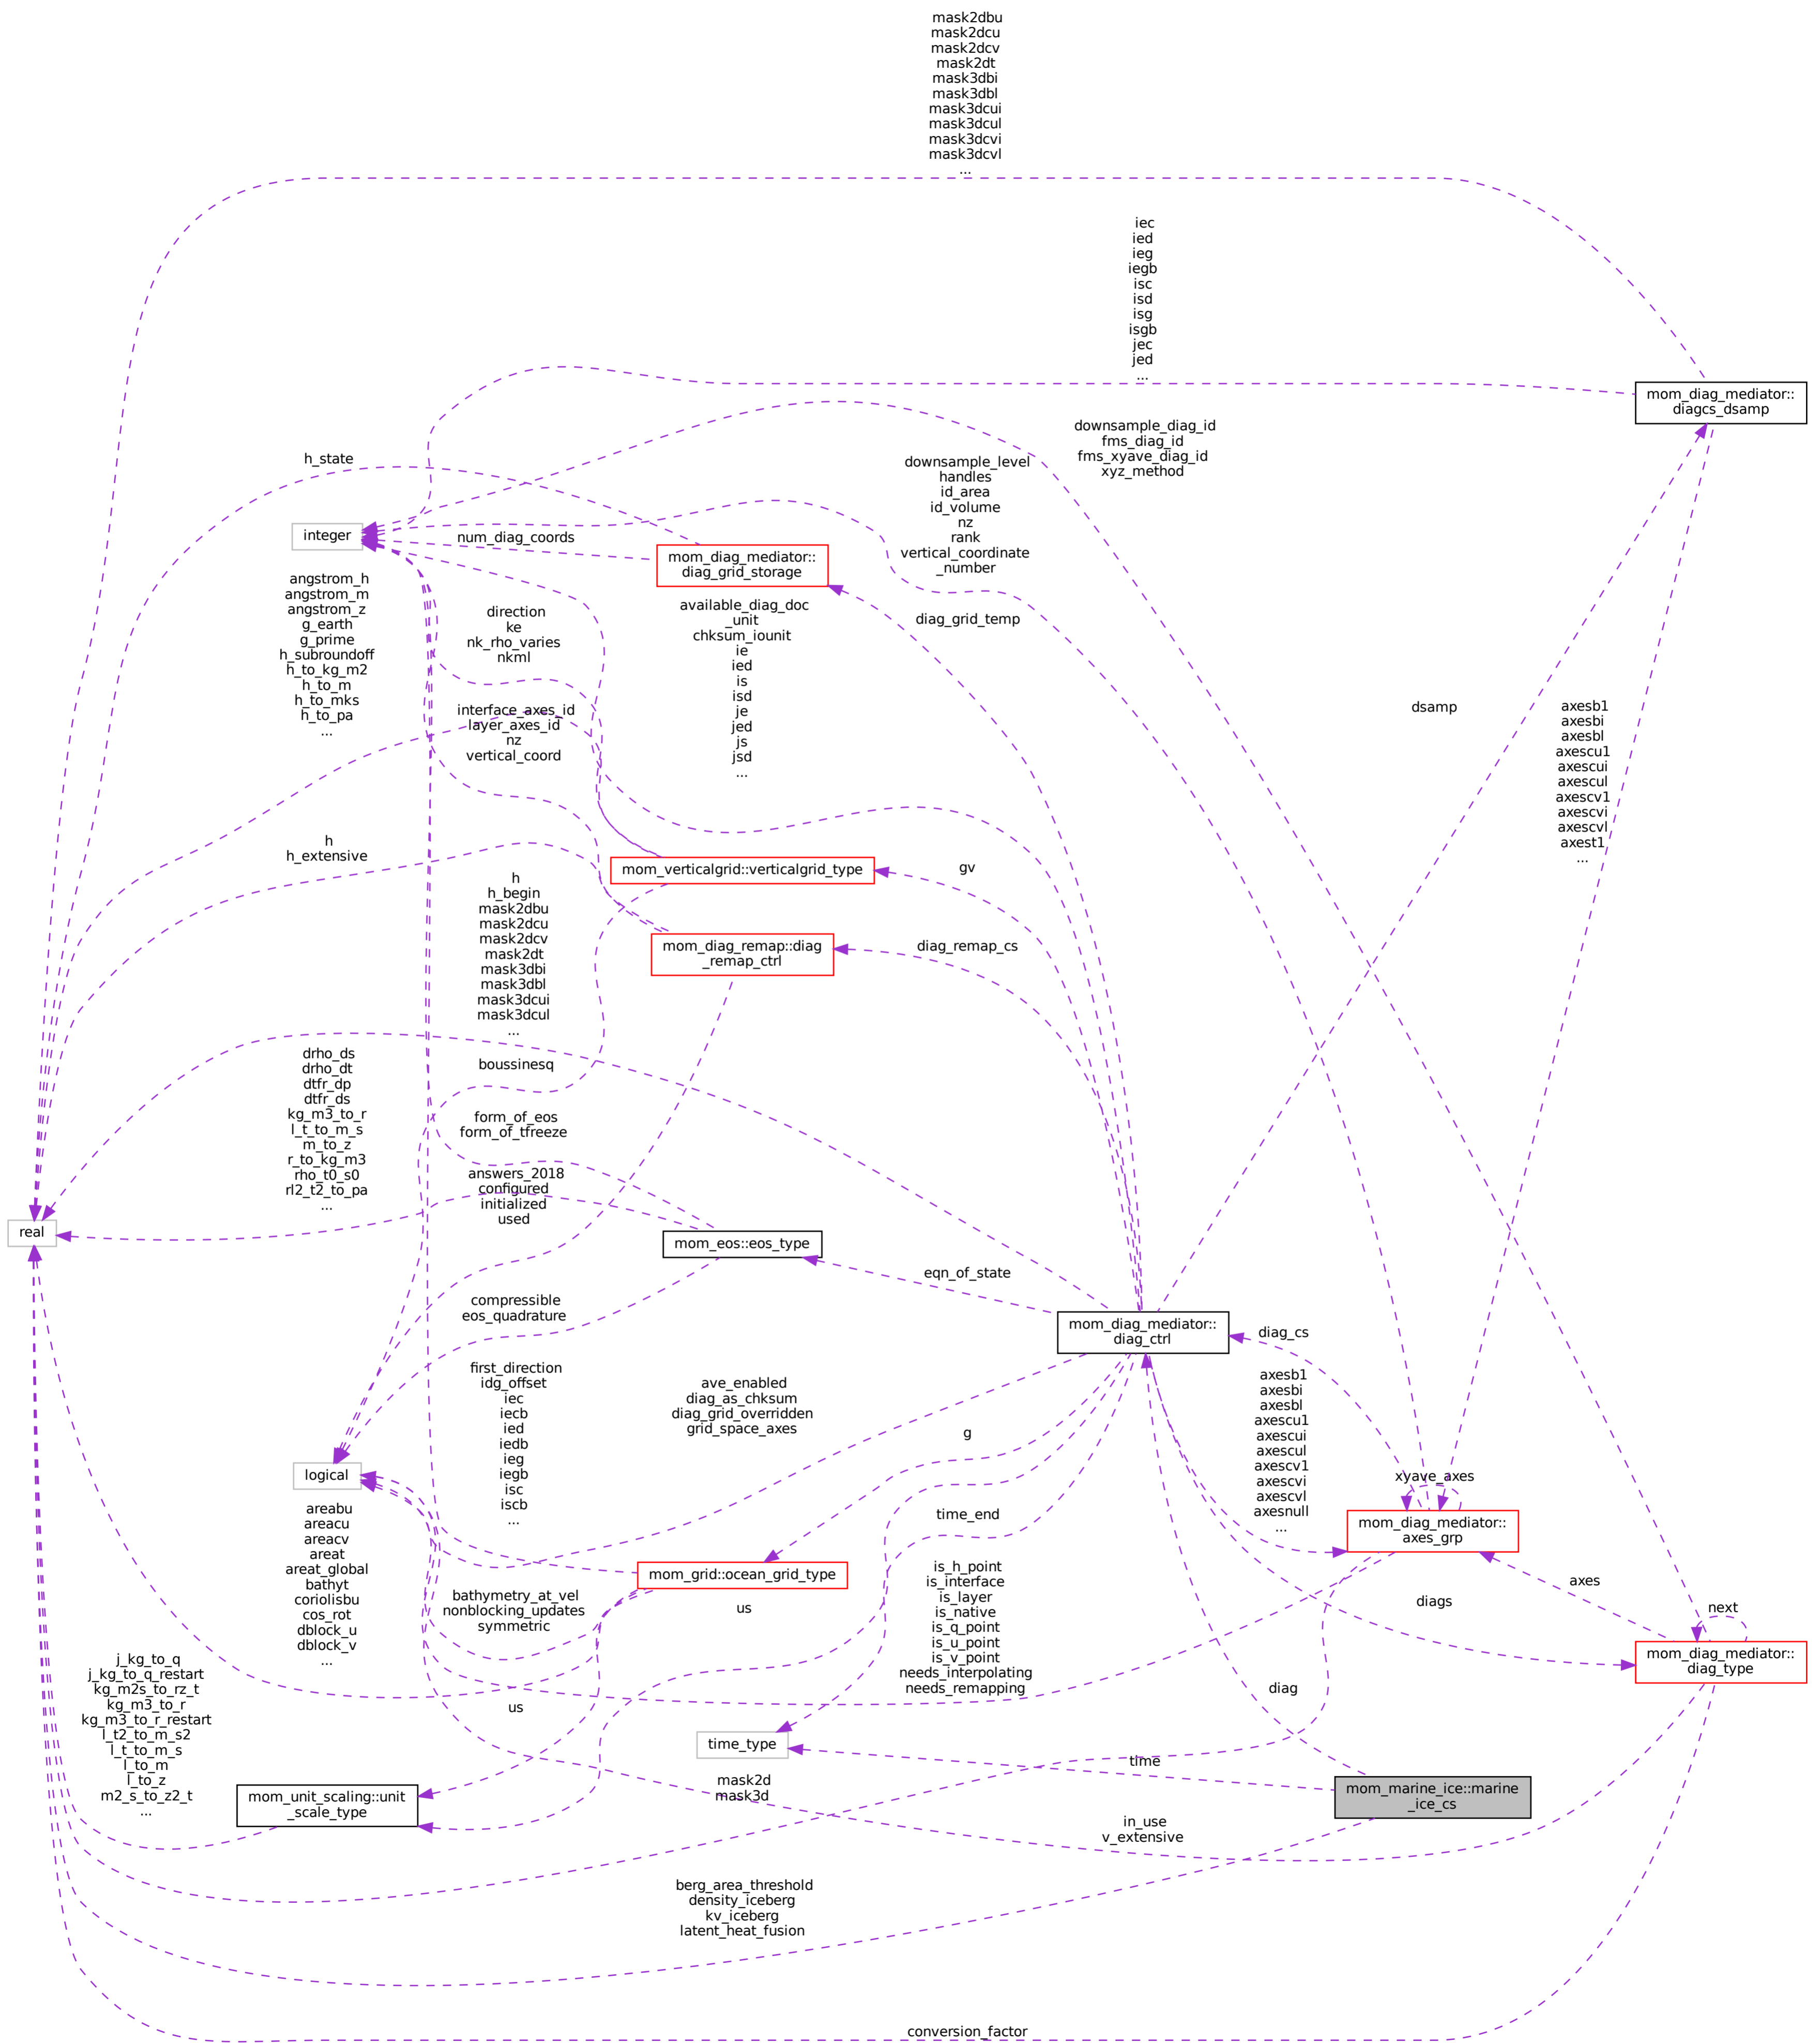 mask2dbu
mask2dcu
mask2dcv
mask2dt
mask3dbi
mask3dbl
mask3dcui
mask3dcul
mask3dcvi
mask3dcvl
...
iec
ied
ieg
iegb
isc
isd
isg
isgb
jec
jed
...
mom_diag_mediator::
diagcs_dsamp
downsample_diag_id
fms_diag_id
fms_xyave_diag_id
xyz_method
h_state
downsample_level
handles
id_area
id_volume
nz
rank
vertical_coordinate
_number
integer
num_diag_coords
mom_diag_mediator::
diag_grid_storage
angstrom_h
angstrom_m
angstrom_z
g_earth
g_prime
h_subroundoff
h_to_kg_m2
h_to_m
h_to_mks
h_to_pa
...
direction
ke
nk_rho_varies
nkml
available_diag_doc
_unit
chksum_iounit
ie
ied
is
isd
je
jed
js
jsd
...
diag_grid_temp
interface_axes_id
layer_axes_id
nz
vertical_coord
dsamp
axesb1
axesbi
axesbl
axescu1
axescui
axescul
axescv1
axescvi
axescvl
axest1
...
h
h_extensive
mom_verticalgrid::verticalgrid_type
gv
h
h_begin
mask2dbu
mask2dcu
mask2dcv
mask2dt
mask3dbi
mask3dbl
mask3dcui
mask3dcul
...
mom_diag_remap::diag
_remap_ctrl
diag_remap_cs
drho_ds
drho_dt
dtfr_dp
dtfr_ds
kg_m3_to_r
l_t_to_m_s
m_to_z
r_to_kg_m3
rho_t0_s0
rl2_t2_to_pa
...
boussinesq
form_of_eos
form_of_tfreeze
answers_2018
configured
initialized
used
real
mom_eos::eos_type
eqn_of_state
compressible
eos_quadrature
mom_diag_mediator::
diag_ctrl
diag_cs
first_direction
idg_offset
iec
iecb
ied
iedb
ieg
iegb
isc
iscb
...
ave_enabled
diag_as_chksum
diag_grid_overridden
grid_space_axes
g
axesb1
axesbi
axesbl
axescu1
axescui
axescul
axescv1
axescvi
axescvl
axesnull
...
logical
xyave_axes
mom_diag_mediator::
axes_grp
areabu
areacu
areacv
areat
areat_global
bathyt
coriolisbu
cos_rot
dblock_u
dblock_v
...
time_end
mom_grid::ocean_grid_type
bathymetry_at_vel
nonblocking_updates
symmetric
us
is_h_point
is_interface
is_layer
is_native
is_q_point
is_u_point
is_v_point
needs_interpolating
needs_remapping
axes
diags
next
mom_diag_mediator::
diag_type
j_kg_to_q
j_kg_to_q_restart
kg_m2s_to_rz_t
kg_m3_to_r
kg_m3_to_r_restart
l_t2_to_m_s2
l_t_to_m_s
l_to_m
l_to_z
m2_s_to_z2_t
...
us
diag
time_type
time
mom_unit_scaling::unit
_scale_type
mask2d
mask3d
mom_marine_ice::marine
_ice_cs
in_use
v_extensive
berg_area_threshold
density_iceberg
kv_iceberg
latent_heat_fusion
conversion_factor